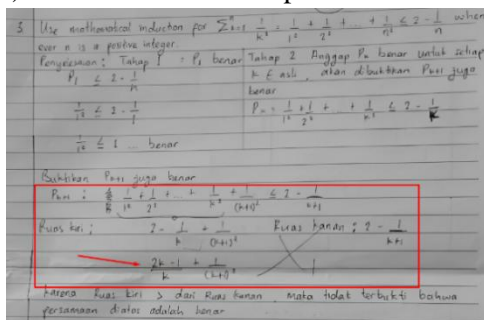 3 Use mathematical induction for ∑ᵏ₌₁ 1/k² = 1/1² + 1/2² + ... + 1/n² ≤ 2 - 1/n when
ever n is a positive integer.
Penyelesaian: Tahap 1 = P₁ benar
P₁ ≤ 2 - 1/n
1/1² ≤ 2 - 1/1
1/1² ≤ 1 ... benar
Tahap 2 Anggap Pₙ benar untuk setiap
k ∈ asli, akan dibuktikan Pₖ₊₁ juga
benar
Pₙ = 1/1² + 1/2² + ... + 1/k² ≤ 2 - 1/k
Buktikan Pₖ₊₁ juga benar
Pₖ₊₁ : 1/1² + 1/2² + ... + 1/k² + 1/(k+1)² ≤ 2 - 1/k+1
Ruas kiri : 2 - 1/k + 1/(k+1)² Ruas kanan : 2 - 1/k+1
2k - 1/k + 1/(k+1)² 1
karena Ruas kiri > dari Ruas kanan, maka tidak terbukti bahwa
persamaan diatas adalah benar